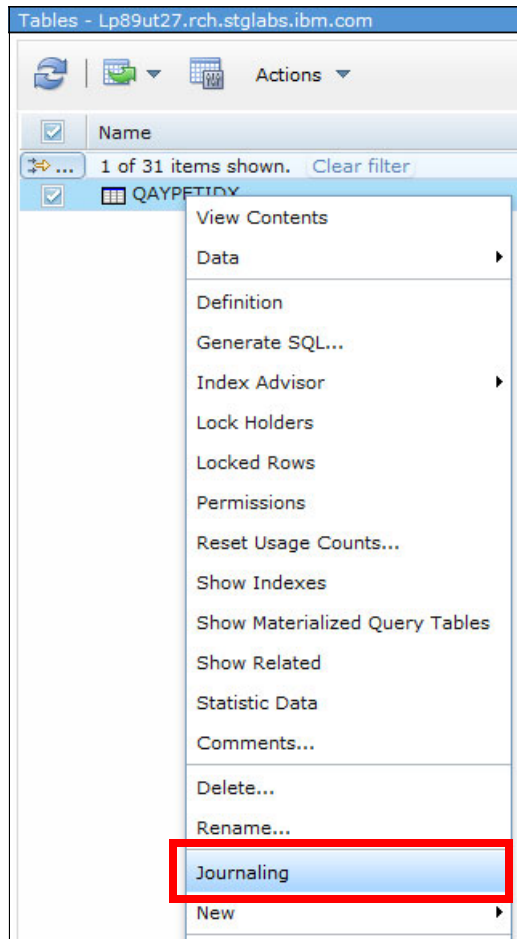 Tables - Lp89ut27.rch.stglabs.ibm.com
Actions
Name
... 1 of 31 items shown. Clear filter
QAYPETIDX
View Contents
Data
Definition
Generate SQL...
Index Advisor
Lock Holders
Locked Rows
Permissions
Reset Usage Counts...
Show Indexes
Show Materialized Query Tables
Show Related
Statistic Data
Comments...
Delete...
Rename...
Journaling
New